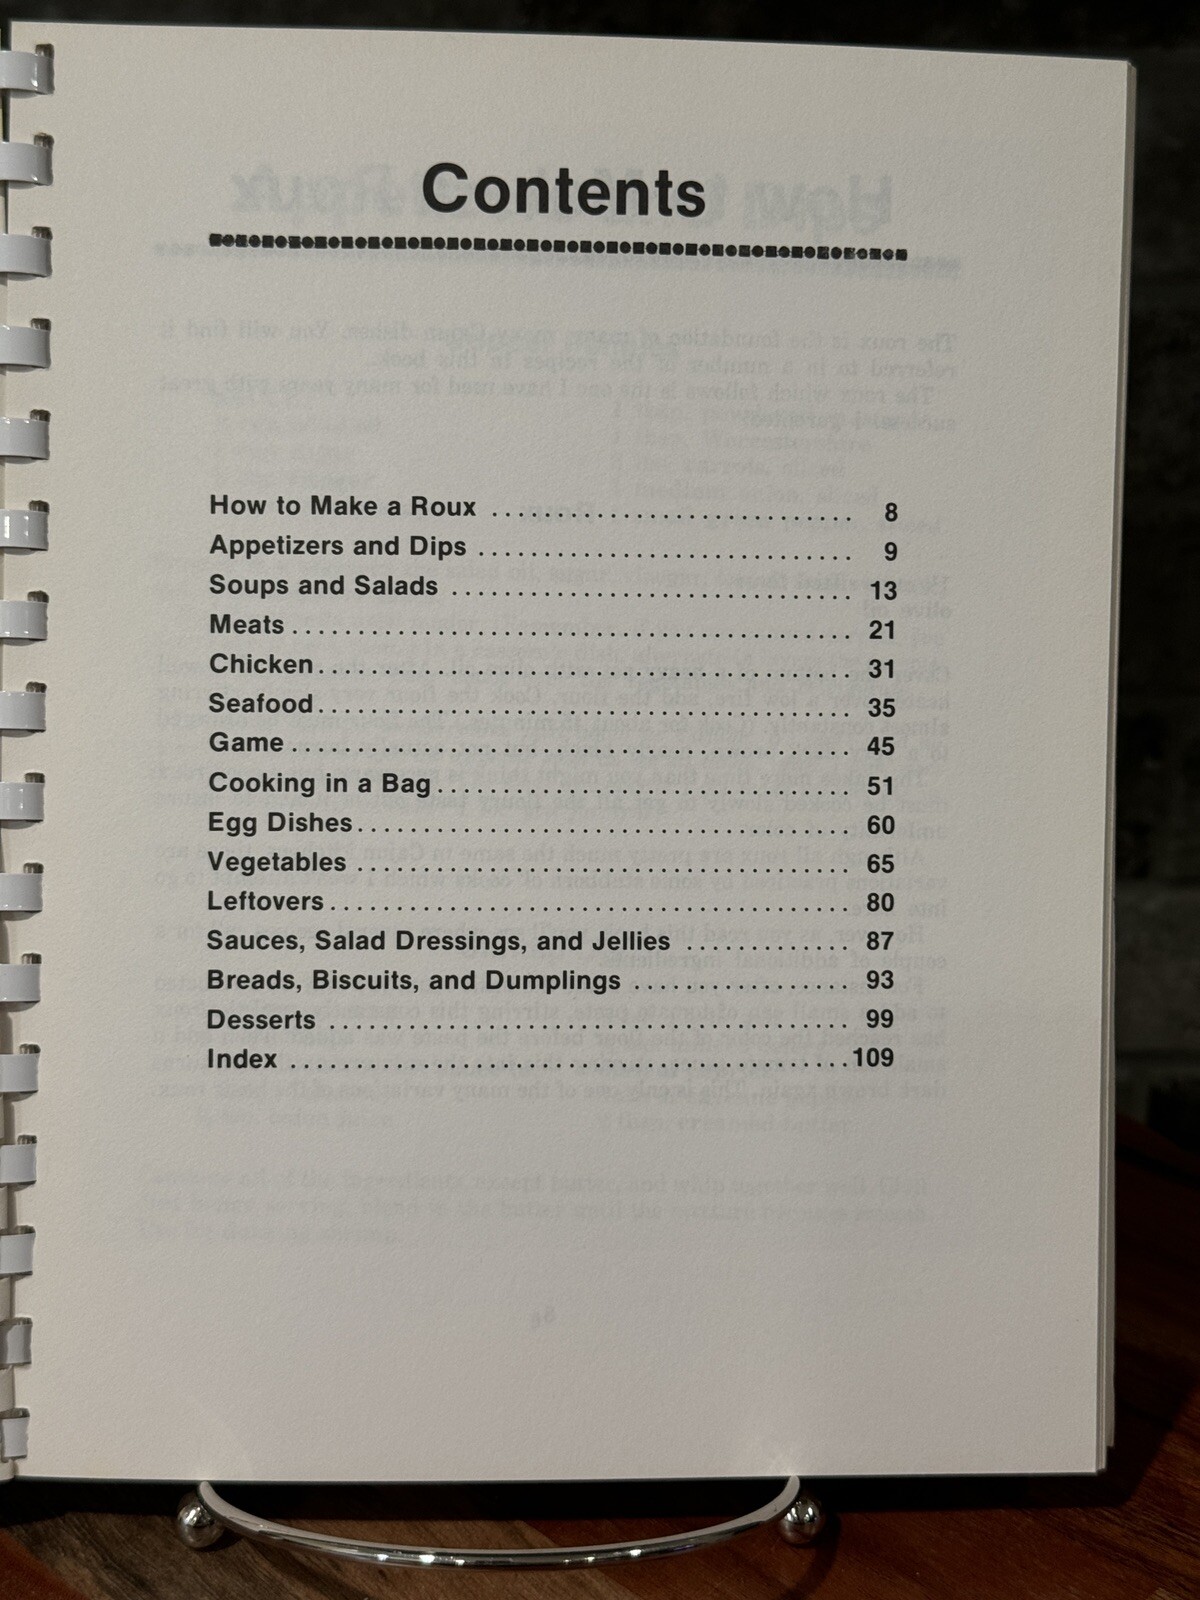 Contents
How to Make a Roux 8
Appetizers and Dips 9
Soups and Salads 13
Meats 21
Chicken 31
Seafood 35
Game 45
Cooking in a Bag 51
Egg Dishes 60
Vegetables 65
Leftovers 80
Sauces, Salad Dressings, and Jellies 87
Breads, Biscuits, and Dumplings 93
Desserts 99
Index 109